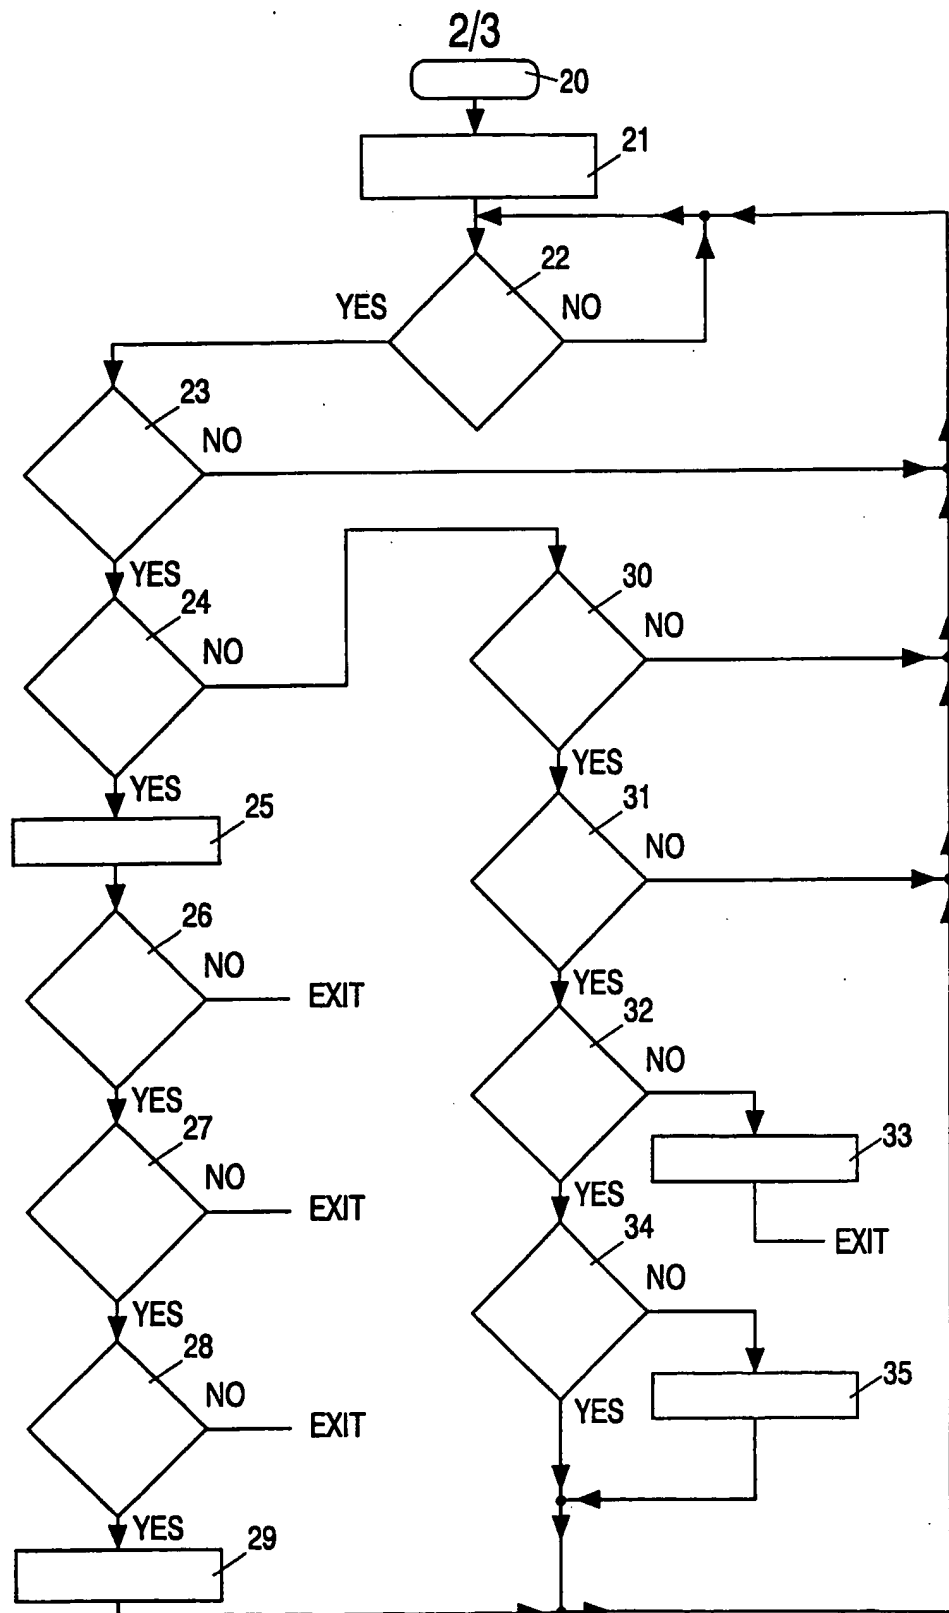 2/3
20
21
22
YES
NO
23
NO
YES
24
NO
30
NO
YES
YES
25
31
NO
26
NO
EXIT
YES
32
NO
YES
27
33
NO
EXIT
YES
34
EXIT
NO
YES
28
NO
35
EXIT
YES
YES
29